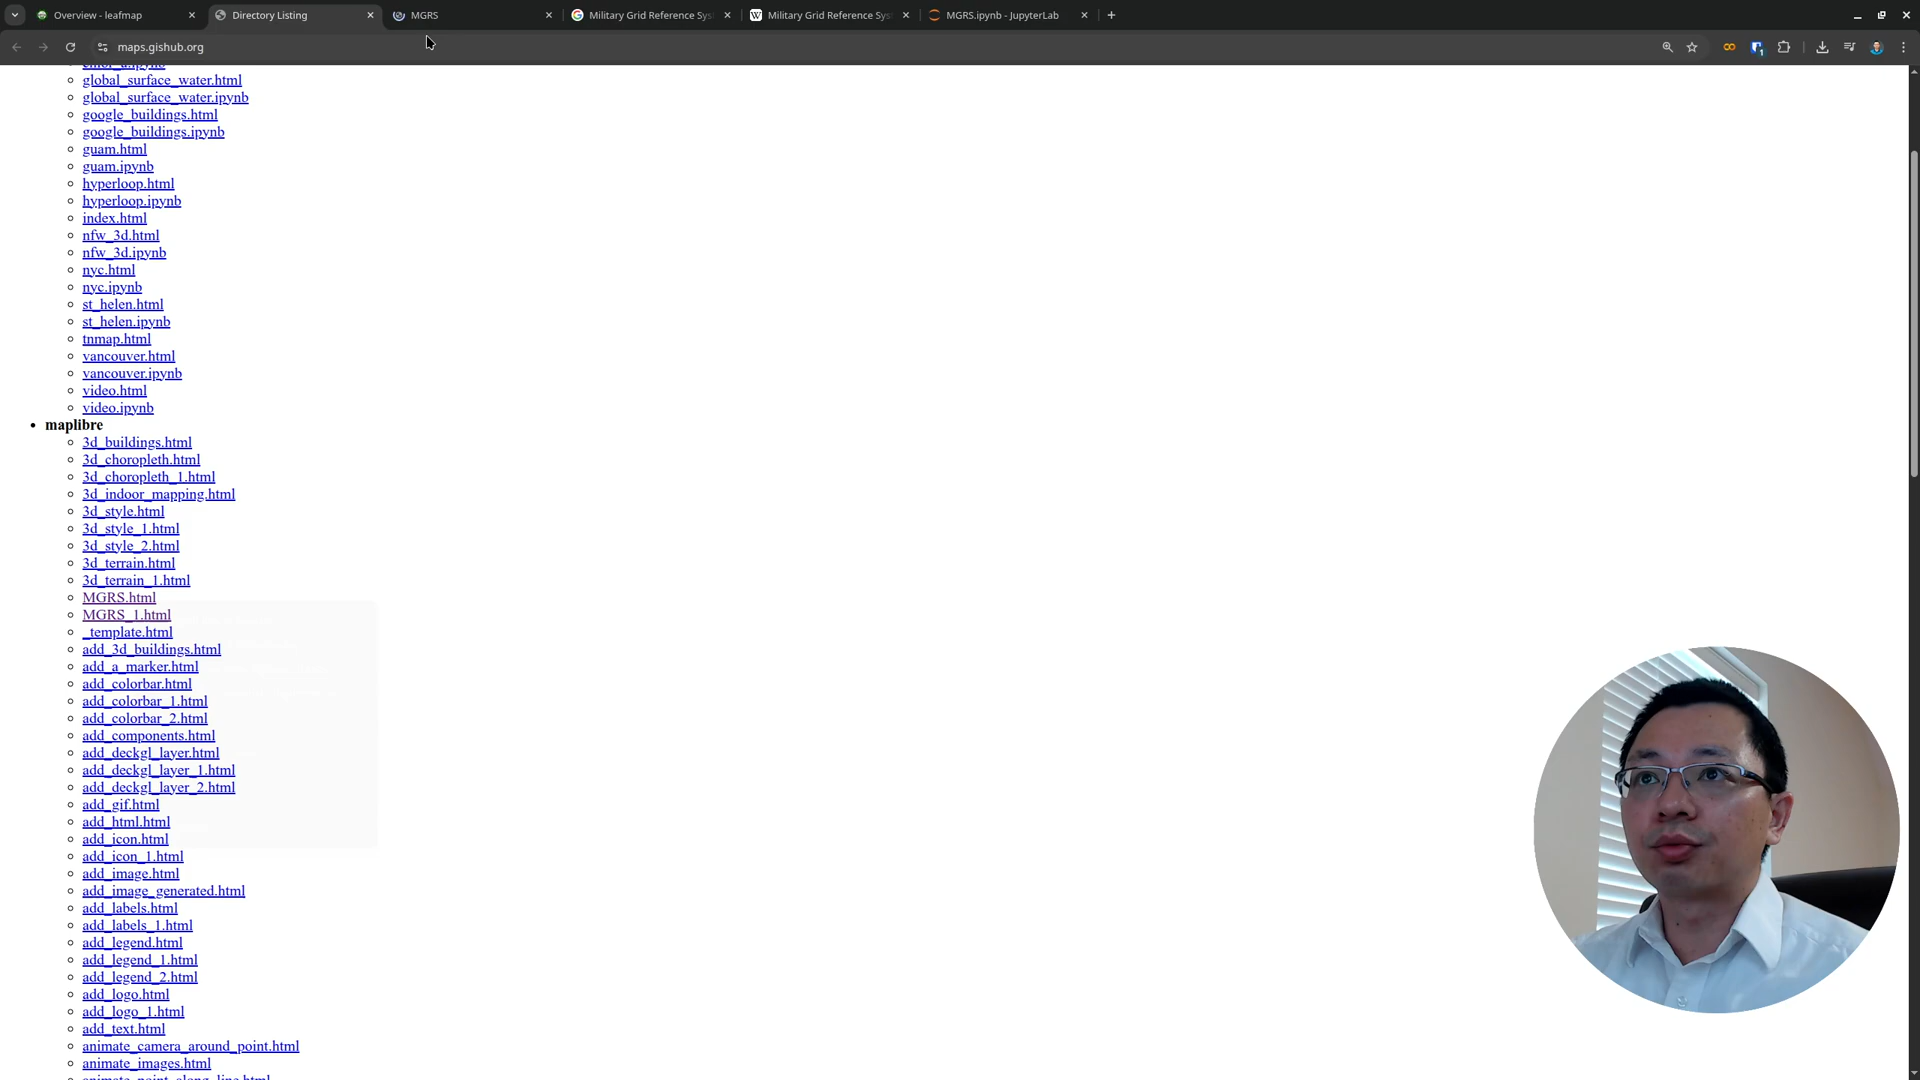 Overview - leafmap
Directory Listing
MGRS
Military Grid Reference Sys
Military Grid Reference Sys
MGRS.ipynb - JupyterLab
maps.gishub.org
global_surface_water.html
global_surface_water.ipynb
google_buildings.html
google_buildings.ipynb
guam.html
guam.ipynb
hyperloop.html
hyperloop.ipynb
index.html
nfw_3d.html
nfw_3d.ipynb
nyc.html
nyc.ipynb
st_helen.html
st_helen.ipynb
tnmap.html
vancouver.html
vancouver.ipynb
video.html
video.ipynb
maplibre
3d_buildings.html
3d_choropleth.html
3d_choropleth_1.html
3d_indoor_mapping.html
3d_style.html
3d_style_1.html
3d_style_2.html
3d_terrain.html
3d_terrain_1.html
MGRS.html
MGRS_1.html
_template.html
add_3d_buildings.html
add_a_marker.html
add_colorbar.html
add_colorbar_1.html
add_colorbar_2.html
add_components.html
add_deckgl_layer.html
add_deckgl_layer_1.html
add_deckgl_layer_2.html
add_gif.html
add_html.html
add_icon.html
add_icon_1.html
add_image.html
add_image_generated.html
add_labels.html
add_labels_1.html
add_legend.html
add_legend_1.html
add_legend_2.html
add_logo.html
add_logo_1.html
add_text.html
animate_camera_around_point.html
animate_images.html
animate_point_along_line.html